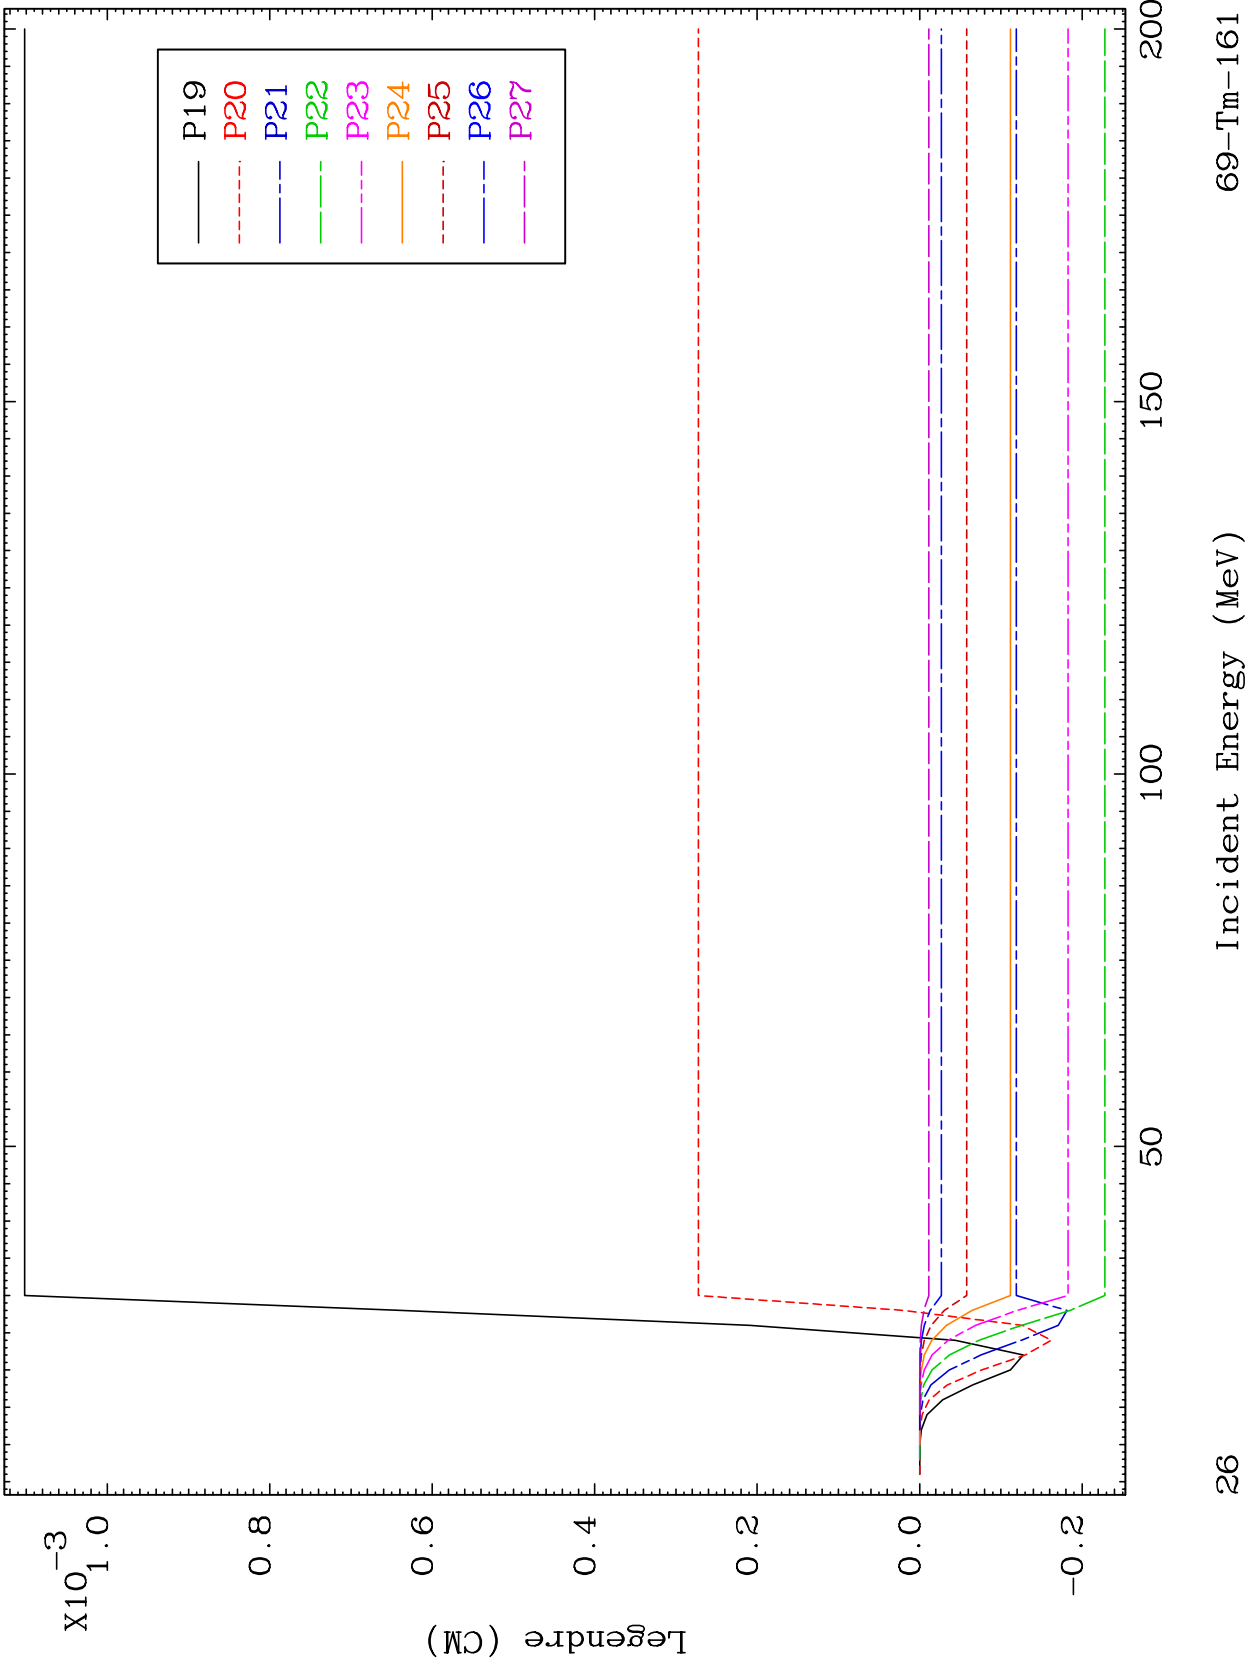 X10-3
1.0
0.8
0.6
0.4
0.2
0.0
-0.2
Legendre (CM)
P19
P20
P21
P22
P23
P24
P25
P26
P27
50
100
150
200
Incident Energy (MeV)
26
69-Tm-161